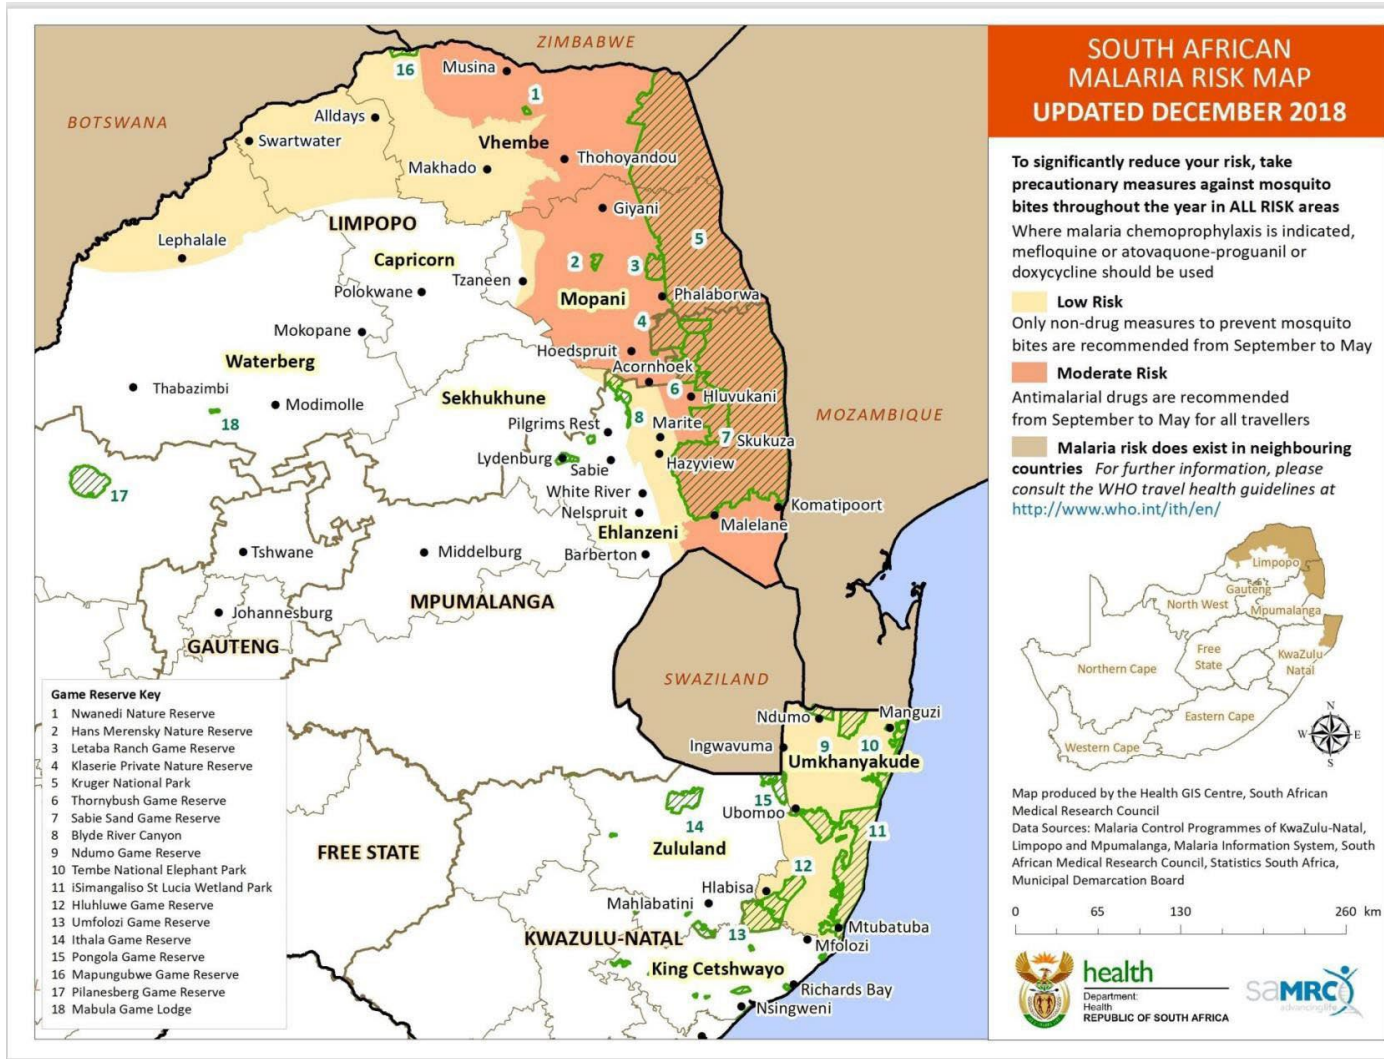 SOUTH AFRICAN
MALARIA RISK MAP
UPDATED DECEMBER 2018
To significantly reduce your risk, take
precautionary measures against mosquito
bites throughout the year in ALL RISK areas
Where malaria chemoprophylaxis is indicated,
mefloquine or atovaquone-proguanil or
doxycycline should be used
Low Risk
Only non-drug measures to prevent mosquito
bites are recommended from September to May
Moderate Risk
Antimalarial drugs are recommended
from September to May for all travellers
Malaria risk does exist in neighbouring
countries For further information, please
consult the WHO travel health guidelines at
http://www.who.int/ith/en/
Limpopo
Gauteng
North West
Mpumalanga
Free
State
KwaZulu
Natal
Northern Cape
Eastern Cape
Western Cape
N
W
E
S
Map produced by the Health GIS Centre, South African
Medical Research Council
Data Sources: Malaria Control Programmes of KwaZulu-Natal,
Limpopo and Mpumalanga, Malaria Information System, South
African Medical Research Council, Statistics South Africa,
Municipal Demarcation Board
0 65 130 260 km
health
Department:
Health
REPUBLIC OF SOUTH AFRICA
saMRC
advancing life
ZIMBABWE
BOTSWANA
MOZAMBIQUE
SWAZILAND
16
Musina
1
Alldays
Swartwater
Vhembe
Makhado
Thohoyandou
Giyani
LIMPOPO
5
Lephalale
Capricorn
2
3
Tzaneen
Polokwane
Mopani
Phalaborwa
4
Mokopane
Hoedspruit
Waterberg
Acornhoek
6
Thabazimbi
Modimolle
Sekhukhune
Hluvukani
18
Pilgrims Rest
8
Marite
7
Skukuza
Lydenburg
Sabie
Hazyview
17
White River
Nelspruit
Komatipoort
Malelane
Ehlanzeni
Tshwane
Middelburg
Barberton
MPUMALANGA
Johannesburg
GAUTENG
Ndumo
Manguzi
Ingwavuma
9
10
Umkhanyakude
15
Ubombo
14
11
FREE STATE
Zululand
12
Hlabisa
Mahlabatini
Mtubatuba
KWAZULU-NATAL
13
Mfolozi
King Cetshwayo
Richards Bay
Nsingweni
Game Reserve Key
1 Nwanedi Nature Reserve
2 Hans Merensky Nature Reserve
3 Letaba Ranch Game Reserve
4 Klaserie Private Nature Reserve
5 Kruger National Park
6 Thornybush Game Reserve
7 Sabie Sand Game Reserve
8 Blyde River Canyon
9 Ndumo Game Reserve
10 Tembe National Elephant Park
11 iSimangaliso St Lucia Wetland Park
12 Hluhluwe Game Reserve
13 Umfolozi Game Reserve
14 Ithala Game Reserve
15 Pongola Game Reserve
16 Mapungubwe Game Reserve
17 Pilanesberg Game Reserve
18 Mabula Game Lodge